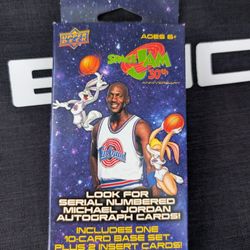 UPPER
DECK
AGES 6+
SPACE JAM
30th
ANNIVERSARY
LOOK FOR
SERIAL NUMBERED
MICHAEL JORDAN
AUTOGRAPH CARDS!
INCLUDES ONE
10-CARD BASE SET
PLUS 2 INSERT CARDS!